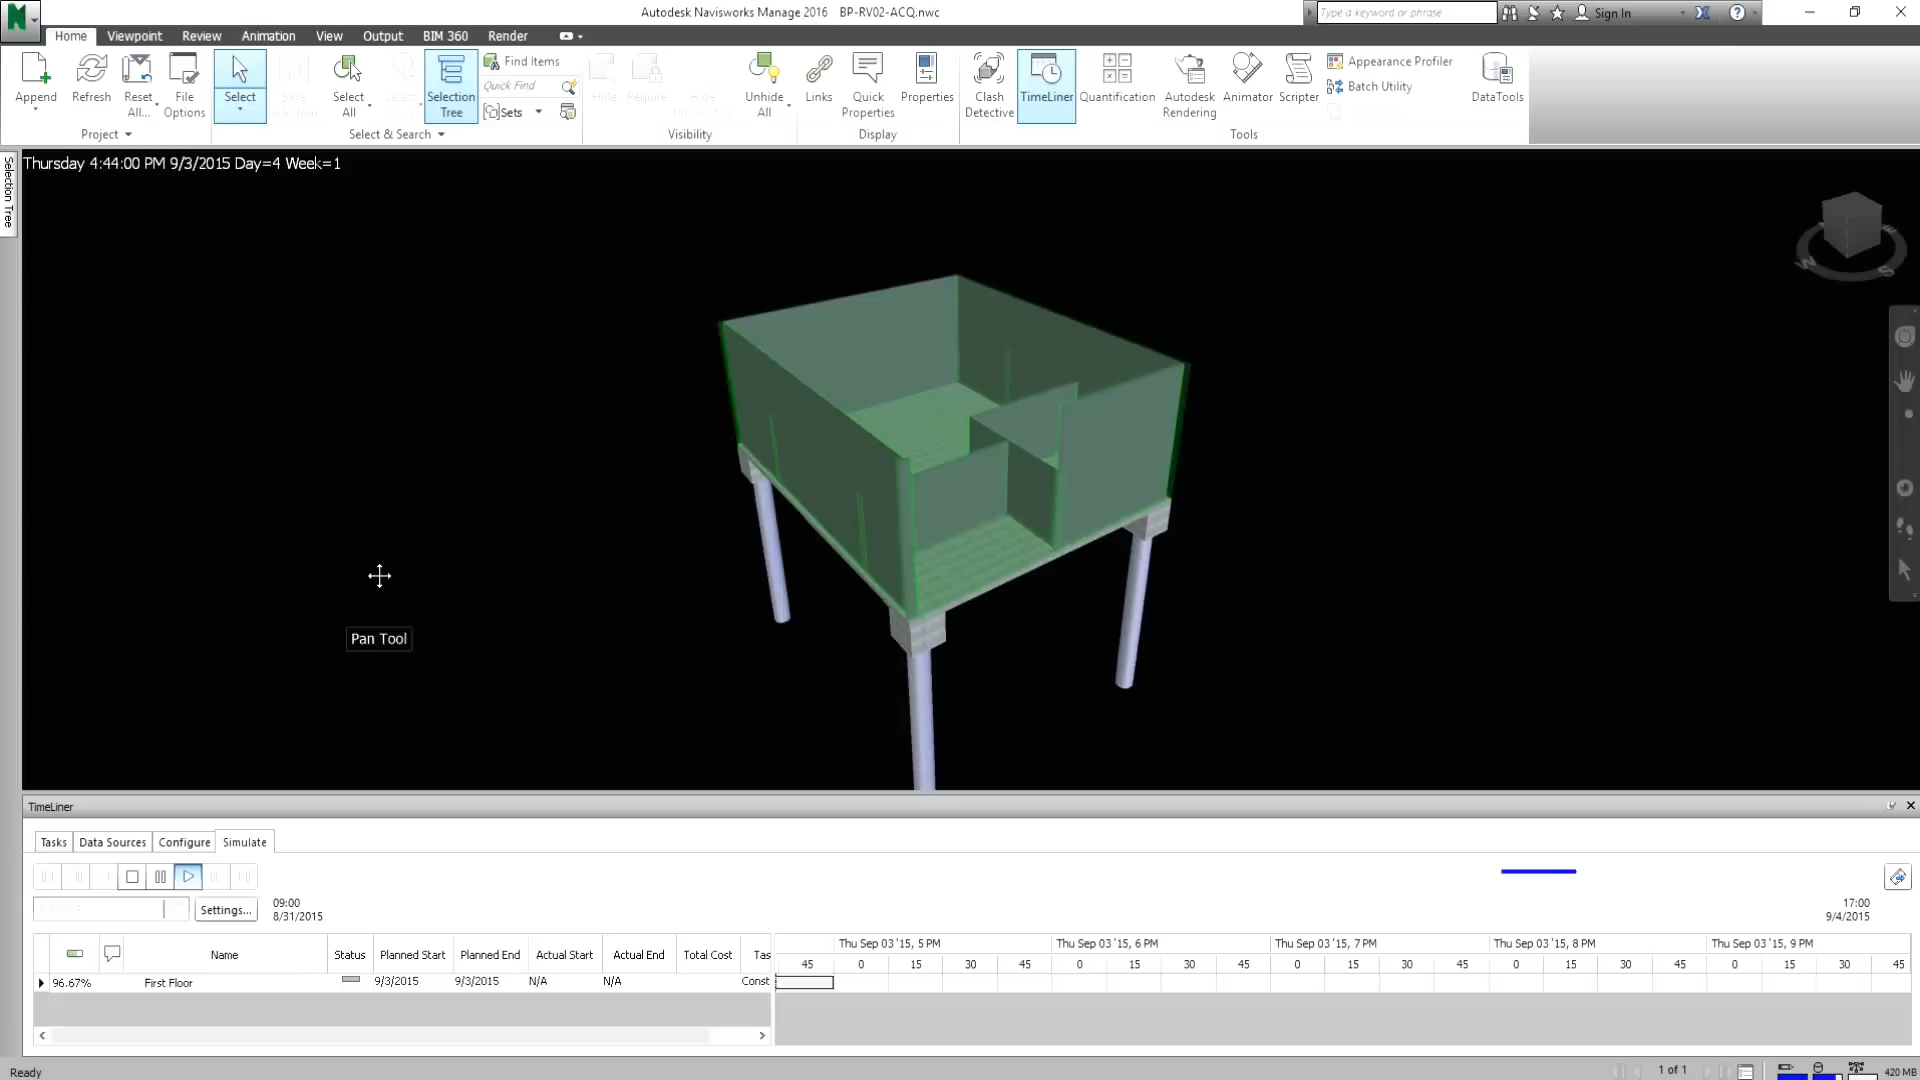 Autodesk Navisworks Manage 2016 BP-RV02-ACQ.nwc
Type a keyword or phrase
Sign In
Home Viewpoint Review Animation View Output BIM 360 Render
Append Refresh Reset All... File Options
Project
Select
Select All
Selection Tree
Find Items
Quick Find
Sets
Select & Search
Hide Require Hide
Unhide All
Visibility
Links Quick Properties Properties
Display
Clash Detective TimeLiner Quantification Autodesk Rendering Animator Scripter
Appearance Profiler
Batch Utility
DataTools
Tools
Selection Tree
Thursday 4:44:00 PM 9/3/2015 Day=4 Week=1
W S
Pan Tool
TimeLiner
Tasks Data Sources Configure Simulate
Settings...
09:00
8/31/2015
17:00
9/4/2015
Name Status Planned Start Planned End Actual Start Actual End Total Cost Tas
Thu Sep 03 '15, 5 PM Thu Sep 03 '15, 6 PM Thu Sep 03 '15, 7 PM Thu Sep 03 '15, 8 PM Thu Sep 03 '15, 9 PM
45 0 15 30 45 0 15 30 45 0 15 30 45 0 15 30 45 0 15 30 45
96.67% First Floor 9/3/2015 9/3/2015 N/A N/A Const
Ready
1 of 1
420 MB